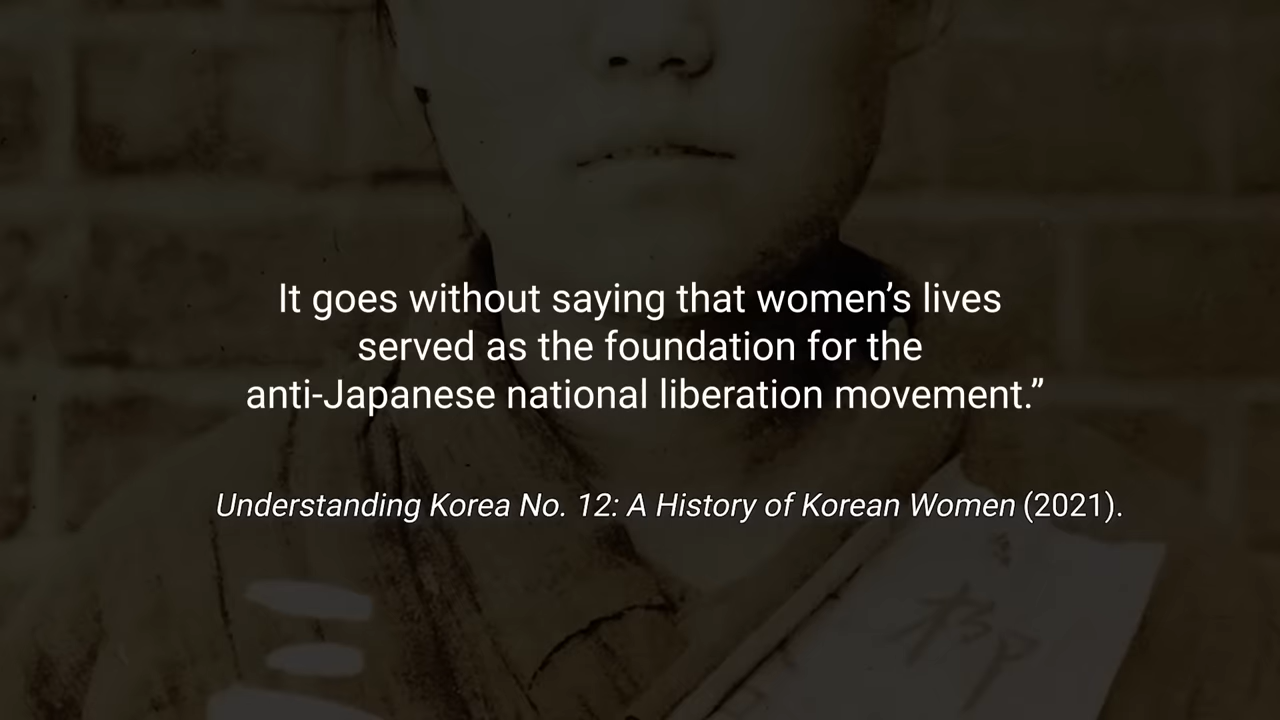 It goes without saying that women’s lives
served as the foundation for the
anti-Japanese national liberation movement.”
Understanding Korea No. 12: A History of Korean Women (2021).
柳